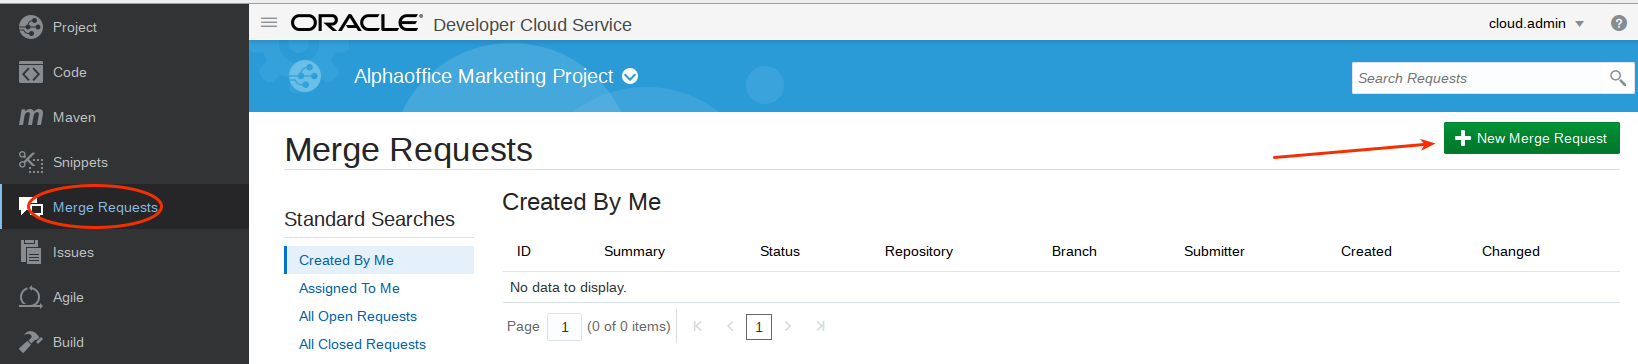 Project
Code
Maven
Snippets
Merge Requests
Issues
Agile
Build
ORACLE Developer Cloud Service
cloud.admin
Alphaoffice Marketing Project
Search Requests
Merge Requests
New Merge Request
Standard Searches
Created By Me
Assigned To Me
All Open Requests
All Closed Requests
Created By Me
ID Summary Status Repository Branch Submitter Created Changed
No data to display.
Page 1 (0 of 0 items) 1